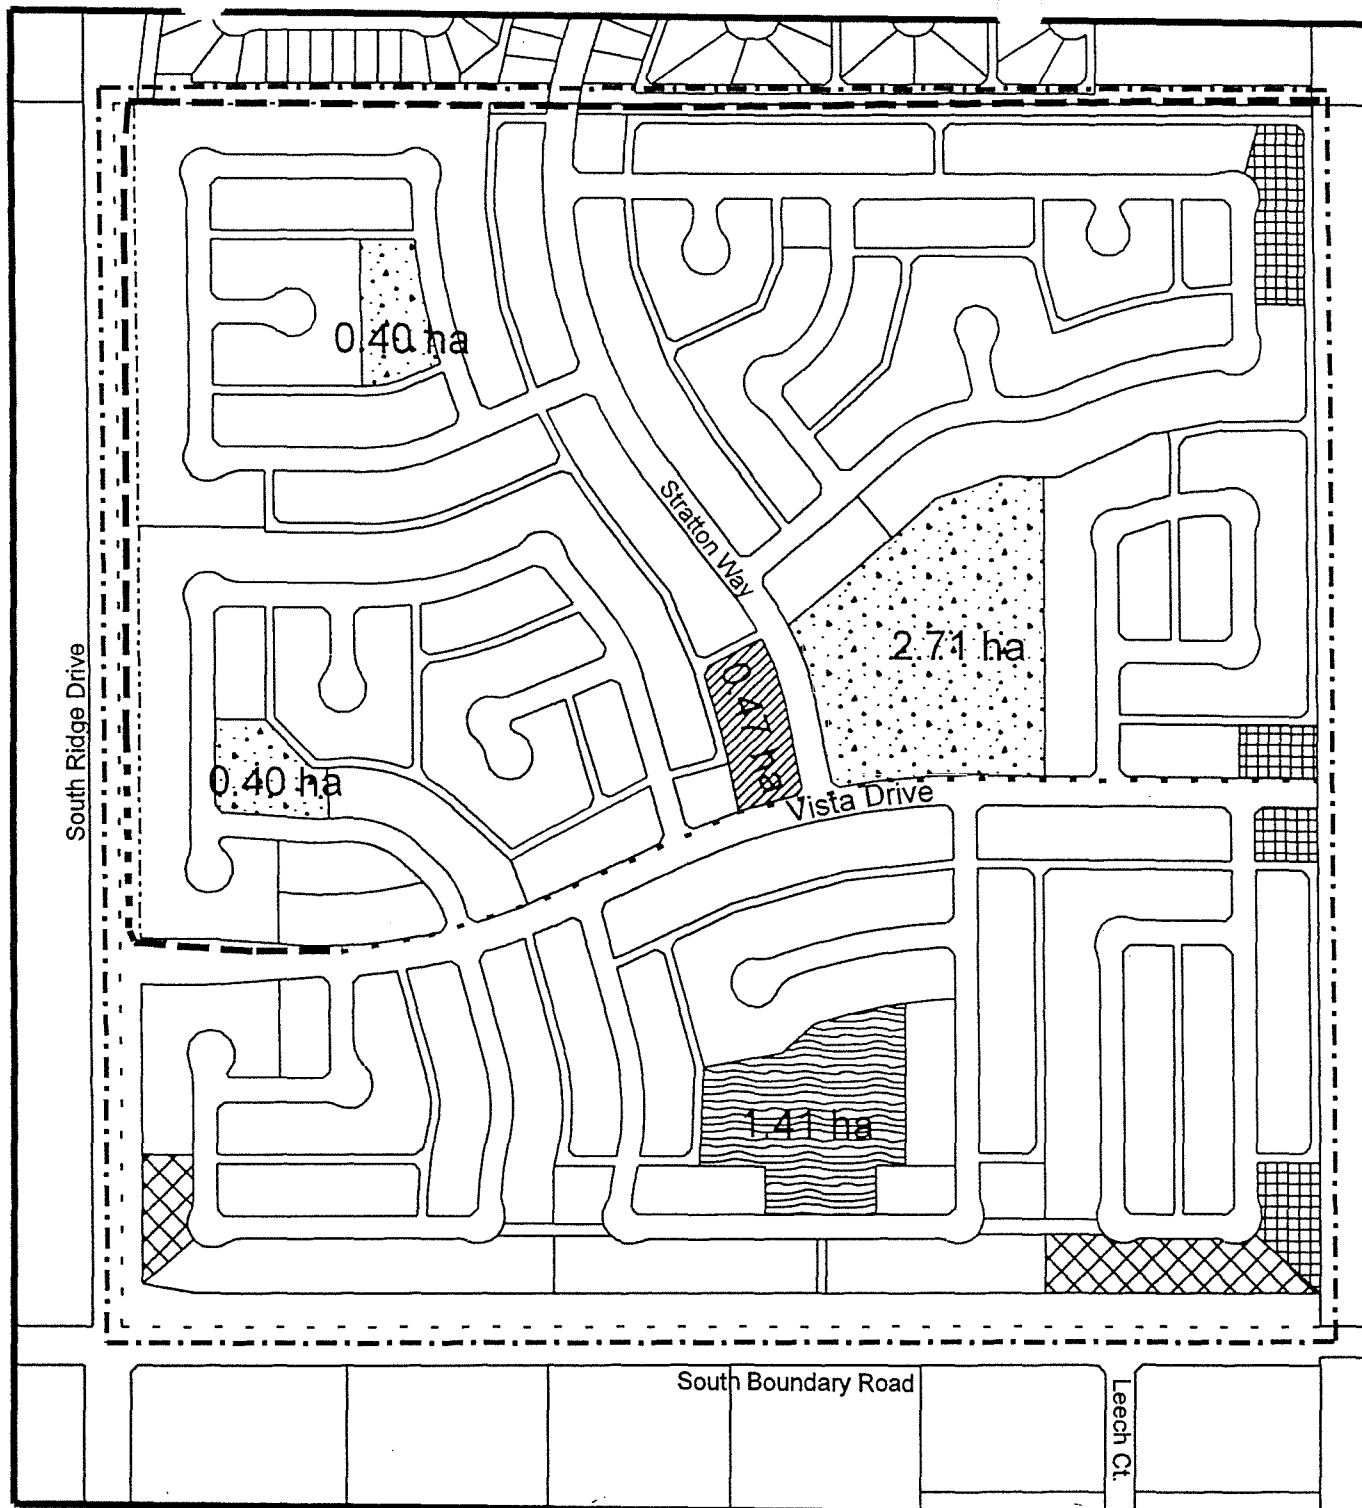 0.40 ha
Stratton Way
2.71 ha
South Ridge Drive
0.47 ha
0.40 ha
Vista Drive
1.41 ha
South Boundary Road
Leech Ct.